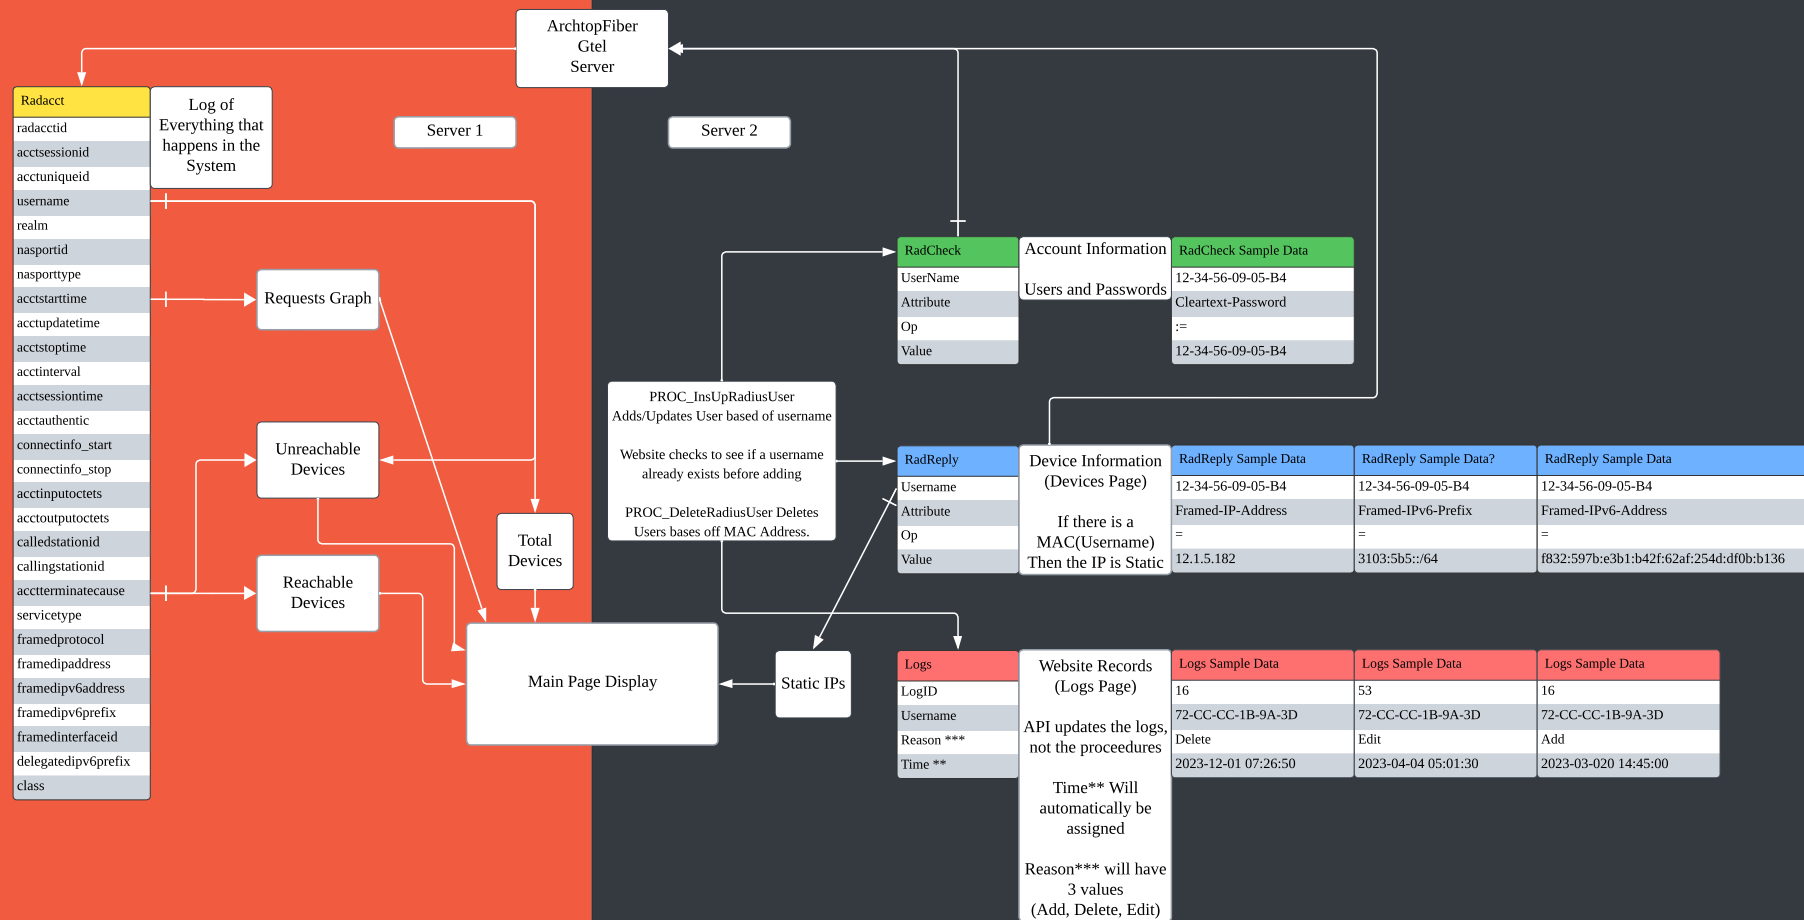 ArchtopFiber
Gtel
Server
Server 1
Server 2
Radacct
radacctid
acctsessionid
acctuniqueid
username
realm
nasportid
nasporttype
acctstarttime
acctupdatetime
acctstoptime
acctinterval
acctsessiontime
acctauthentic
connectinfo_start
connectinfo_stop
acctinputoctets
acctoutputoctets
calledstationid
callingstationid
acctterminatecause
servicetype
framedprotocol
framedipaddress
framedipv6address
framedipv6prefix
framedinterfaceid
delegatedipv6prefix
class
Log of
Everything that
happens in the
System
Requests Graph
Unreachable
Devices
Reachable
Devices
Total
Devices
Main Page Display
Static IPs
PROC_InsUpRadiusUser
Adds/Updates User based of username
Website checks to see if a username
already exists before adding
PROC_DeleteRadiusUser Deletes
Users bases off MAC Address.
RadCheck
UserName
Attribute
Op
Value
Account Information
Users and Passwords
RadCheck Sample Data
12-34-56-09-05-B4
Cleartext-Password
:=
12-34-56-09-05-B4
RadReply
Username
Attribute
Op
Value
Device Information
(Devices Page)
If there is a
MAC(Username)
Then the IP is Static
RadReply Sample Data
12-34-56-09-05-B4
Framed-IP-Address
=
12.1.5.182
RadReply Sample Data?
12-34-56-09-05-B4
Framed-IPv6-Prefix
=
3103:5b5::/64
RadReply Sample Data
12-34-56-09-05-B4
Framed-IPv6-Address
=
f832:597b:e3b1:b42f:62af:254d:df0b:b136
Logs
LogID
Username
Reason ***
Time **
Website Records
(Logs Page)
API updates the logs,
not the proceedures
Time** Will
automatically be
assigned
Reason*** will have
3 values
(Add, Delete, Edit)
Logs Sample Data
16
72-CC-CC-1B-9A-3D
Delete
2023-12-01 07:26:50
Logs Sample Data
53
72-CC-CC-1B-9A-3D
Edit
2023-04-04 05:01:30
Logs Sample Data
16
72-CC-CC-1B-9A-3D
Add
2023-03-020 14:45:00